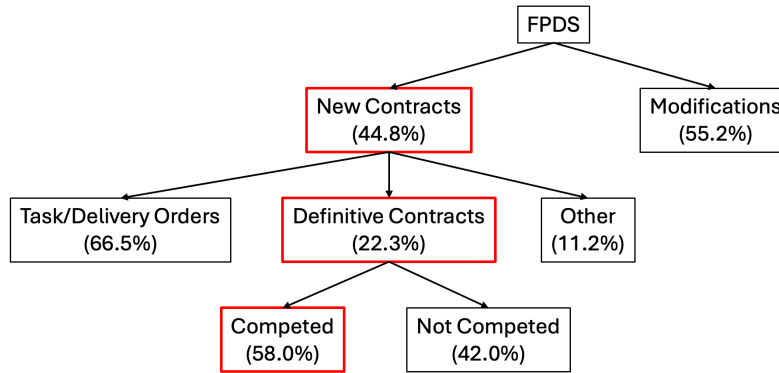 FPDS
New Contracts
(44.8%)
Modifications
(55.2%)
Task/Delivery Orders
(66.5%)
Definitive Contracts
(22.3%)
Other
(11.2%)
Competed
(58.0%)
Not Competed
(42.0%)